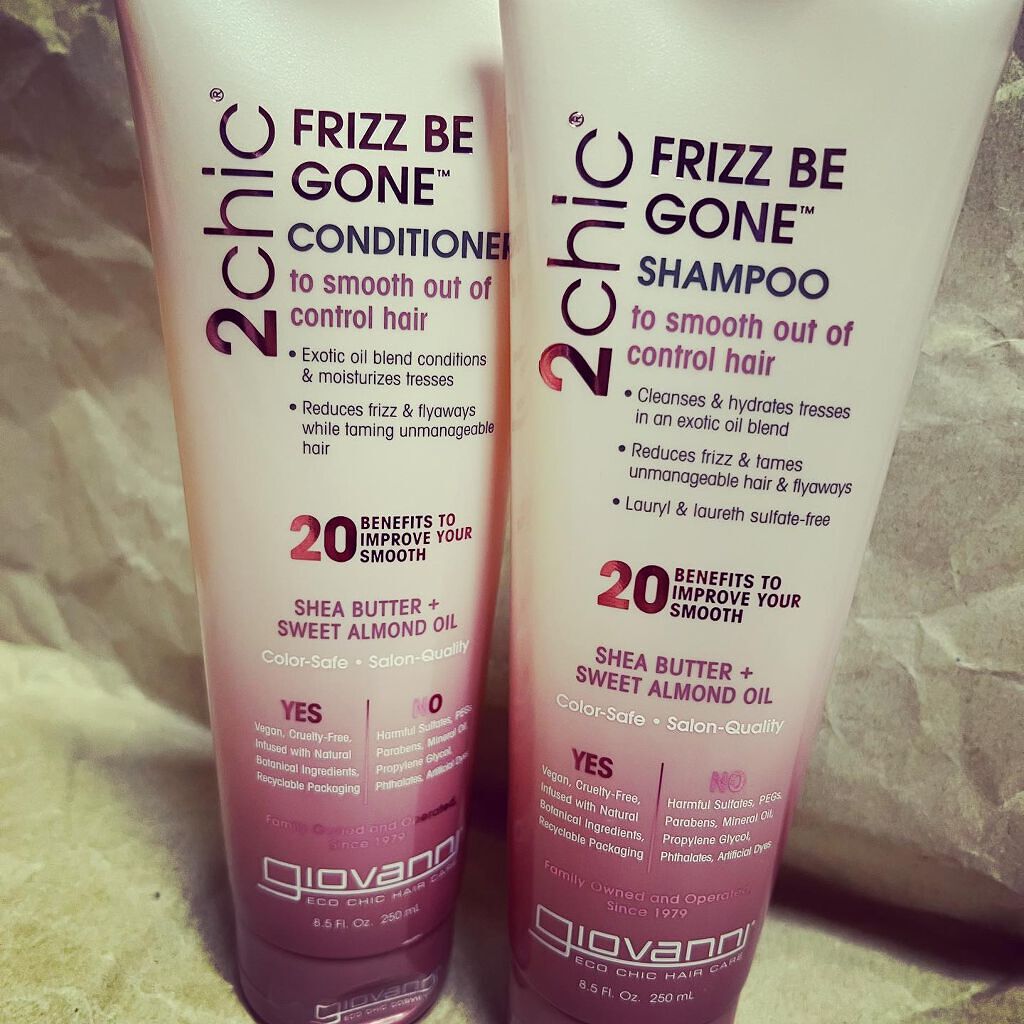 2chic®
FRIZZ BE
GONE™
CONDITIONER
to smooth out of
control hair
• Exotic oil blend conditions
& moisturizes tresses
• Reduces frizz & flyaways
while taming unmanageable
hair
20 BENEFITS TO
IMPROVE YOUR
SMOOTH
SHEA BUTTER +
SWEET ALMOND OIL
Color-Safe • Salon-Quality
YES
Vegan, Cruelty-Free,
Infused with Natural
Botanical Ingredients,
Recyclable Packaging
NO
Harmful Sulfates, PEGs,
Parabens, Mineral Oil,
Propylene Glycol,
Phthalates, Artificial Dyes
Family Owned and Operated,
Since 1979
giovanni
ECO CHIC HAIR CARE
8.5 Fl. Oz. 250 mL
giovanni
ECO CHIC COSMETICS
2chic®
FRIZZ BE
GONE™
SHAMPOO
to smooth out of
control hair
• Cleanses & hydrates tresses
in an exotic oil blend
• Reduces frizz & tames
unmanageable hair & flyaways
• Lauryl & laureth sulfate-free
20 BENEFITS TO
IMPROVE YOUR
SMOOTH
SHEA BUTTER +
SWEET ALMOND OIL
Color-Safe • Salon-Quality
YES
Vegan, Cruelty-Free,
Infused with Natural
Botanical Ingredients,
Recyclable Packaging
NO
Harmful Sulfates, PEGs,
Parabens, Mineral Oil,
Propylene Glycol,
Phthalates, Artificial Dyes
Family Owned and Operated,
Since 1979
giovanni®
ECO CHIC HAIR CARE
8.5 Fl. Oz. 250 mL